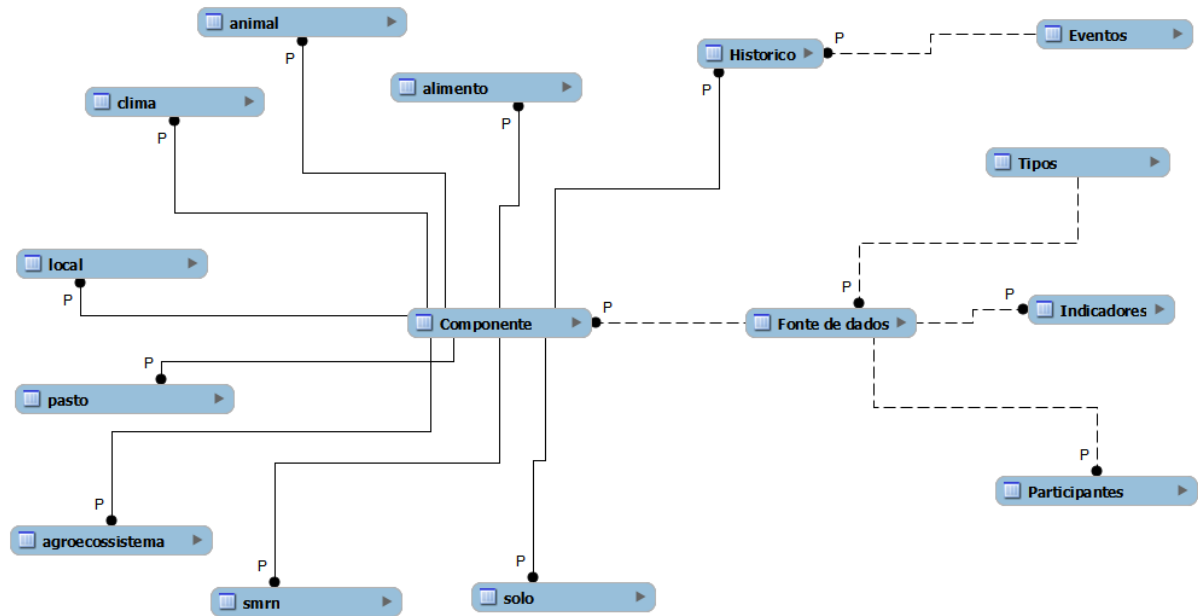 animal
P
Historico
P
P
Eventos
alimento
P
clima
P
Tipos
P
local
P
Componente
P
Fonte de dados
P
Indicadores
P
pasto
P
Participantes
P
agroecossistema
P
smrn
P
solo